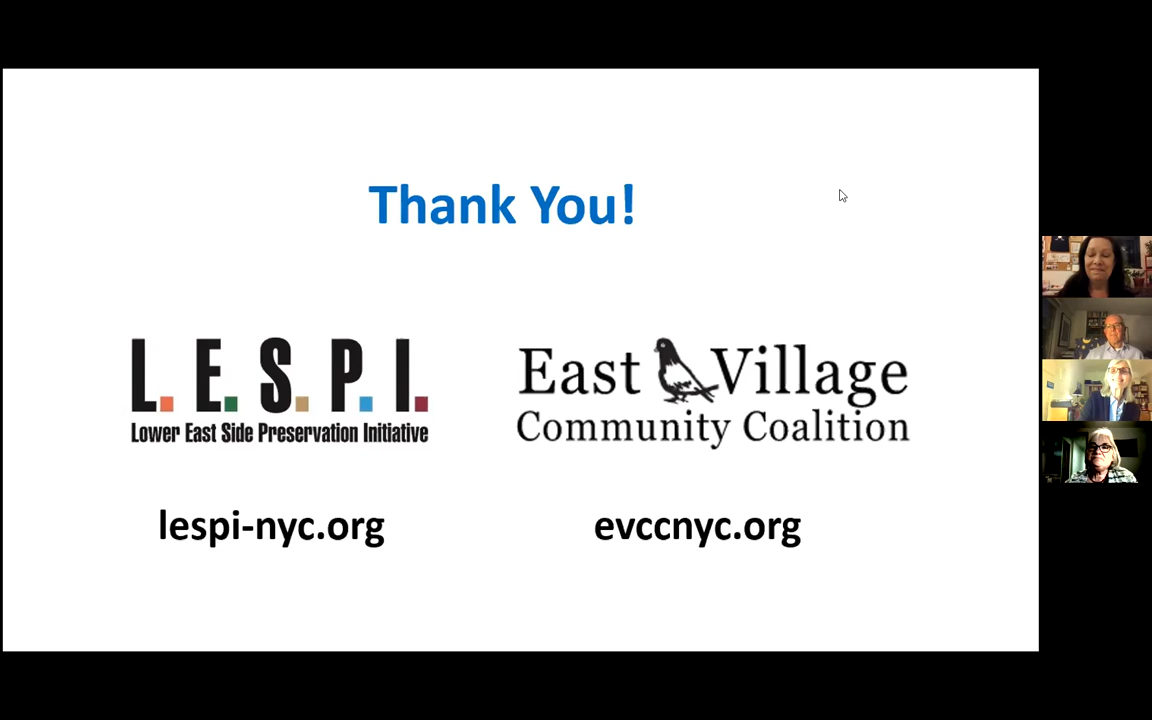 Thank You!
L. E. S. P. I.
Lower East Side Preservation Initiative
East Village
Community Coalition
lespi-nyc.org
evccnyc.org